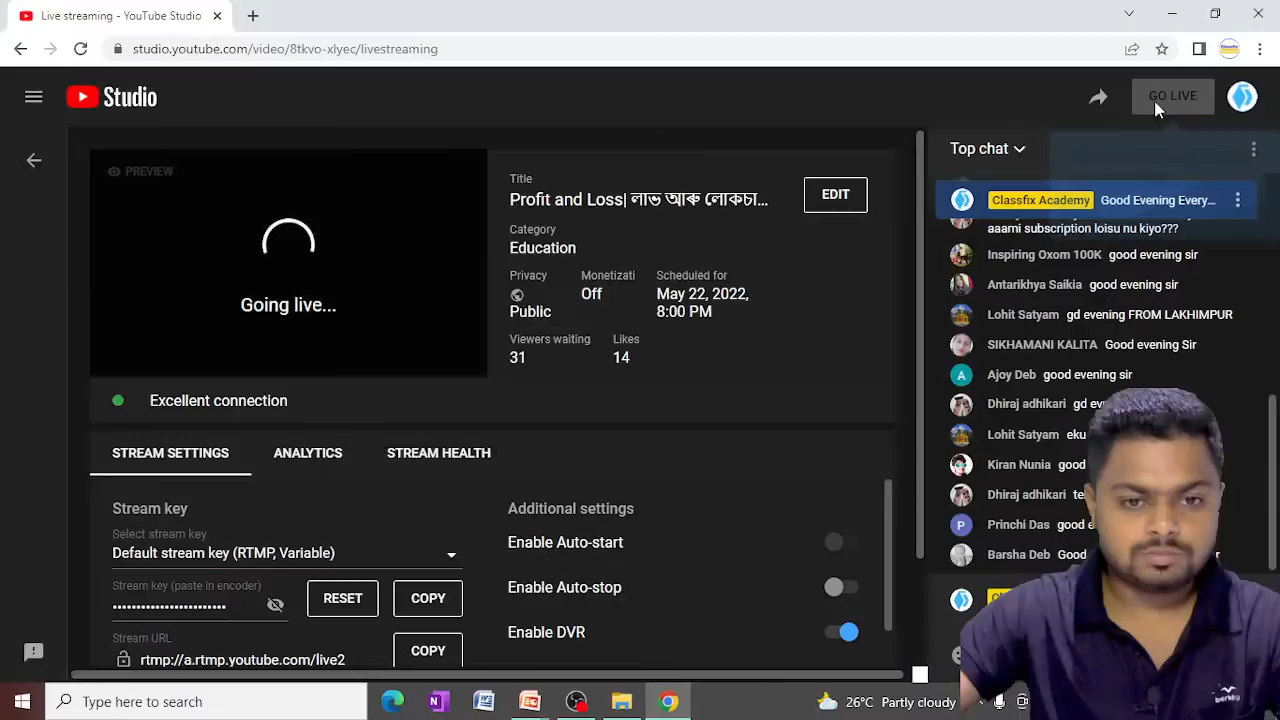 Live streaming - YouTube Studio
studio.youtube.com/video/8tkvo-xlyec/livestreaming
Studio
GO LIVE
PREVIEW
Going live...
Excellent connection
Title
Profit and Loss| লাভ আৰু লোকচা...
EDIT
Category
Education
Privacy
Public
Monetizati
Off
Scheduled for
May 22, 2022,
8:00 PM
Viewers waiting
31
Likes
14
STREAM SETTINGS
ANALYTICS
STREAM HEALTH
Stream key
Select stream key
Default stream key (RTMP, Variable)
Stream key (paste in encoder)
RESET
COPY
Stream URL
rtmp://a.rtmp.youtube.com/live2
COPY
Additional settings
Enable Auto-start
Enable Auto-stop
Enable DVR
Top chat
Classfix Academy Good Evening Every...
aaami subscription loisu nu kiyo???
Inspiring Oxom 100K good evening sir
Antarikhya Saikia good evening sir
Lohit Satyam gd evening FROM LAKHIMPUR
SIKHAMANI KALITA Good evening Sir
Ajoy Deb good evening sir
Dhiraj adhikari gd
Lohit Satyam eku
Kiran Nunia
Dhiraj adhikari
Princhi Das
Barsha Deb
Type here to search
26°C Partly cloudy